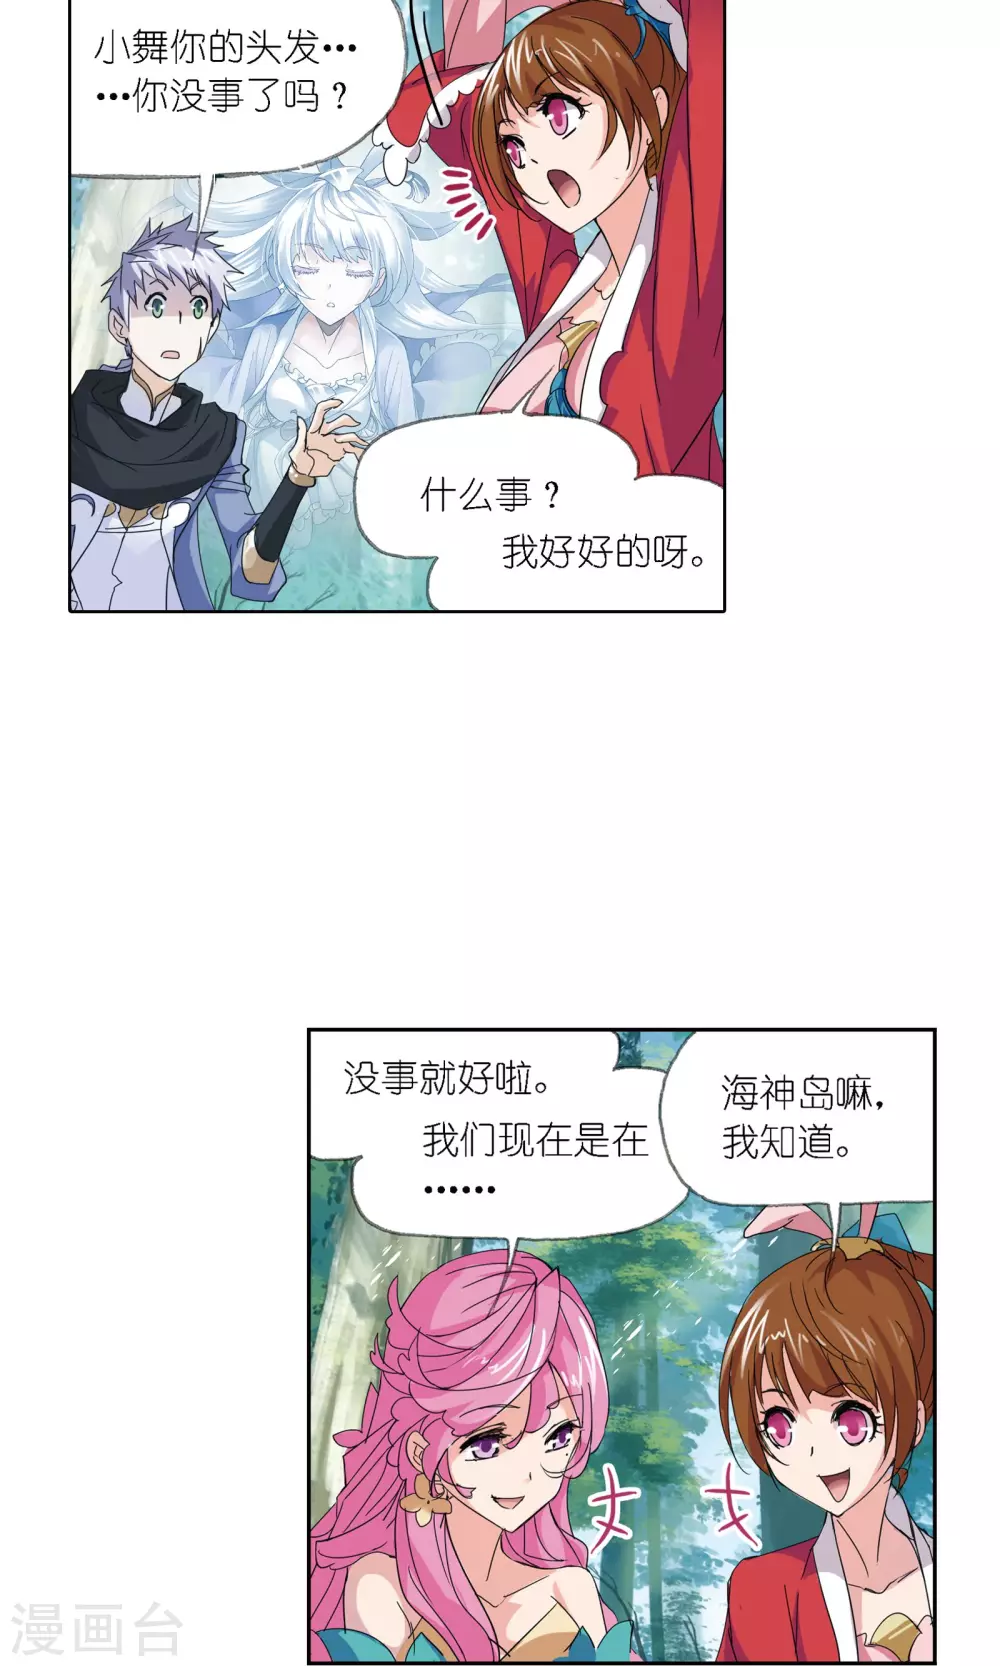 小舞你的头发…
…你没事了吗？
什么事？
我好好的呀。
没事就好啦。
我们现在是在
……
海神岛嘛，
我知道。
漫画台